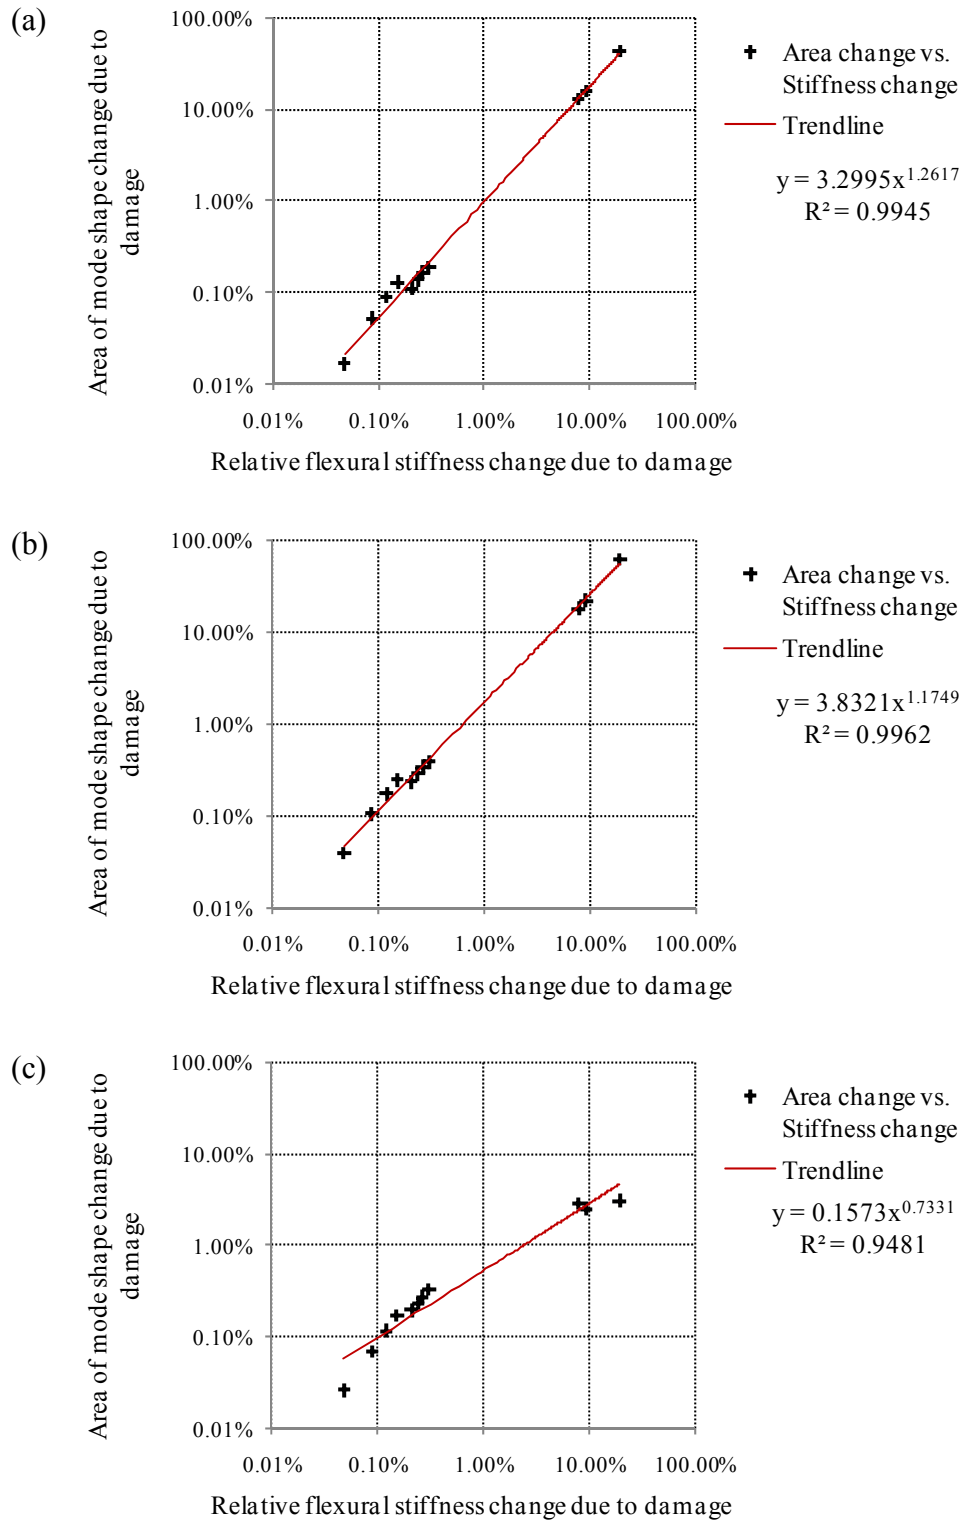 (a)
Area of mode shape change due to
damage
100.00%
10.00%
1.00%
0.10%
0.01%
0.01% 0.10% 1.00% 10.00% 100.00%
Relative flexural stiffness change due to damage
Area change vs.
Stiffness change
Trendline
y = 3.2995x^1.2617
R² = 0.9945
(b)
Area of mode shape change due to
damage
100.00%
10.00%
1.00%
0.10%
0.01%
0.01% 0.10% 1.00% 10.00% 100.00%
Relative flexural stiffness change due to damage
Area change vs.
Stiffness change
Trendline
y = 3.8321x^1.1749
R² = 0.9962
(c)
Area of mode shape change due to
damage
100.00%
10.00%
1.00%
0.10%
0.01%
0.01% 0.10% 1.00% 10.00% 100.00%
Relative flexural stiffness change due to damage
Area change vs.
Stiffness change
Trendline
y = 0.1573x^0.7331
R² = 0.9481